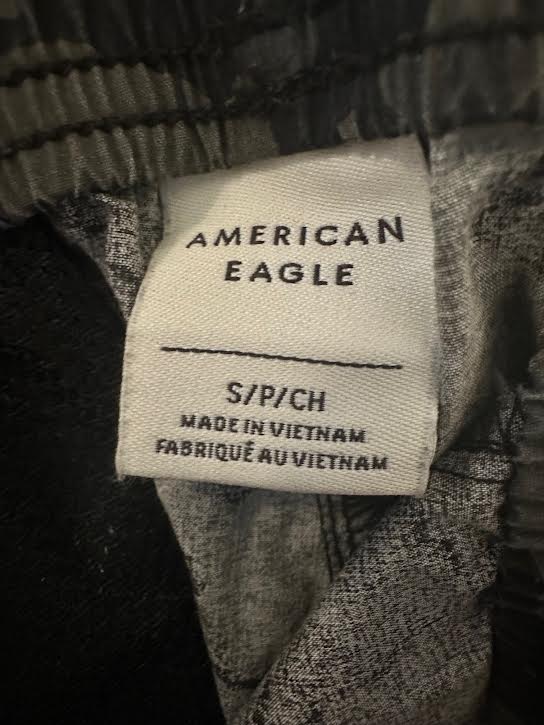 AMERICAN
EAGLE
S/P/CH
MADE IN VIETNAM
FABRIQUÉ AU VIETNAM